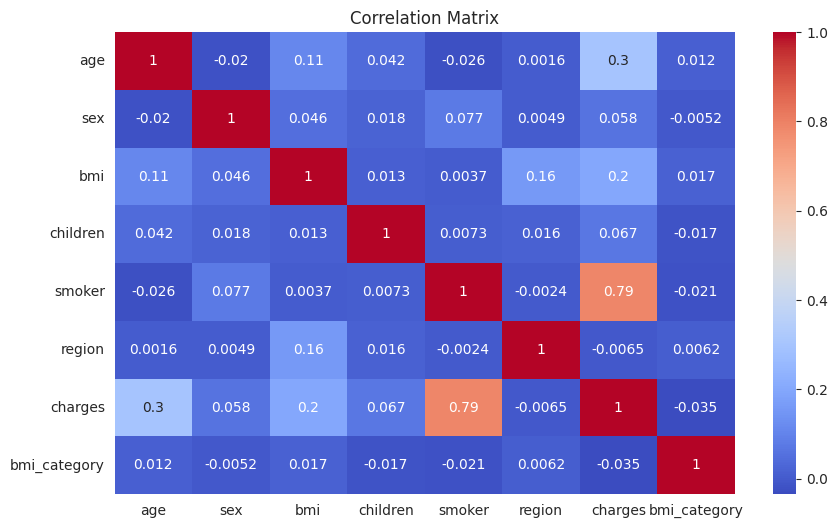 Correlation Matrix
age 1 -0.02 0.11 0.042 -0.026 0.0016 0.3 0.012
sex -0.02 1 0.046 0.018 0.077 0.0049 0.058 -0.0052
bmi 0.11 0.046 1 0.013 0.0037 0.16 0.2 0.017
children 0.042 0.018 0.013 1 0.0073 0.016 0.067 -0.017
smoker -0.026 0.077 0.0037 0.0073 1 -0.0024 0.79 -0.021
region 0.0016 0.0049 0.16 0.016 -0.0024 1 -0.0065 0.0062
charges 0.3 0.058 0.2 0.067 0.79 -0.0065 1 -0.035
bmi_category 0.012 -0.0052 0.017 -0.017 -0.021 0.0062 -0.035 1
age sex bmi children smoker region charges bmi_category
1.0
0.8
0.6
0.4
0.2
0.0